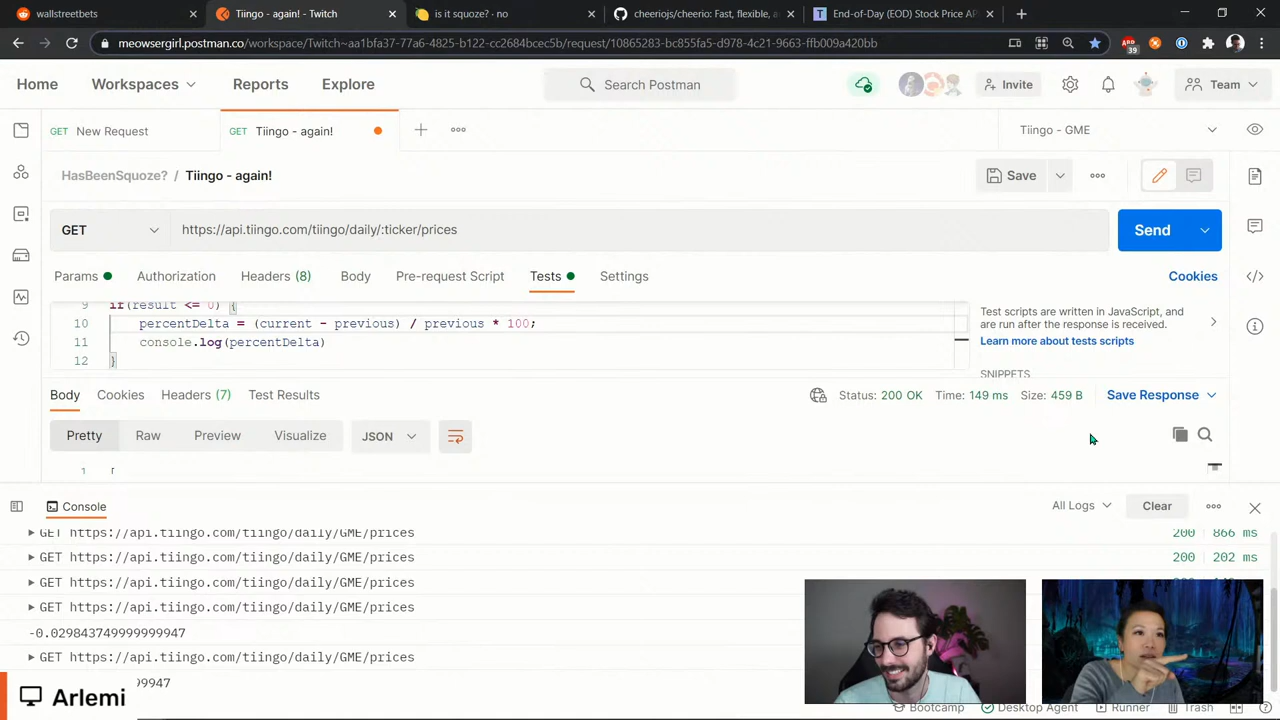 wallstreetbets
Tiingo - again! - Twitch
is it squoze? - no
cheeriojs/cheerio: Fast, flexible, a
End-of-Day (EOD) Stock Price AP
meowsergirl.postman.co/workspace/Twitch~aa1bfa37-77a6-4825-b122-cc2684bcec5b/request/10865283-bc855fa5-d978-4c21-9663-ffb009a420bb
39
Home
Workspaces
Reports
Explore
Search Postman
Invite
Team
GET New Request
GET Tiingo - again!
Tiingo - GME
HasBeenSquoze? / Tiingo - again!
Save
GET
https://api.tiingo.com/tiingo/daily/:ticker/prices
Send
Params
Authorization
Headers (8)
Body
Pre-request Script
Tests
Settings
Cookies
9 if(result <= 0) {
10 percentDelta = (current - previous) / previous * 100;
11 console.log(percentDelta)
12 }
Test scripts are written in JavaScript, and
are run after the response is received.
Learn more about tests scripts
SNIPPETS
Body
Cookies
Headers (7)
Test Results
Status: 200 OK
Time: 149 ms
Size: 459 B
Save Response
Pretty
Raw
Preview
Visualize
JSON
1 [
Console
All Logs
Clear
GET https://api.tiingo.com/tiingo/daily/GME/prices 200 866 ms
GET https://api.tiingo.com/tiingo/daily/GME/prices 200 202 ms
GET https://api.tiingo.com/tiingo/daily/GME/prices
GET https://api.tiingo.com/tiingo/daily/GME/prices
-0.029843749999999947
GET https://api.tiingo.com/tiingo/daily/GME/prices
99947
Arlemi
Bootcamp
Desktop Agent
Runner
Trash